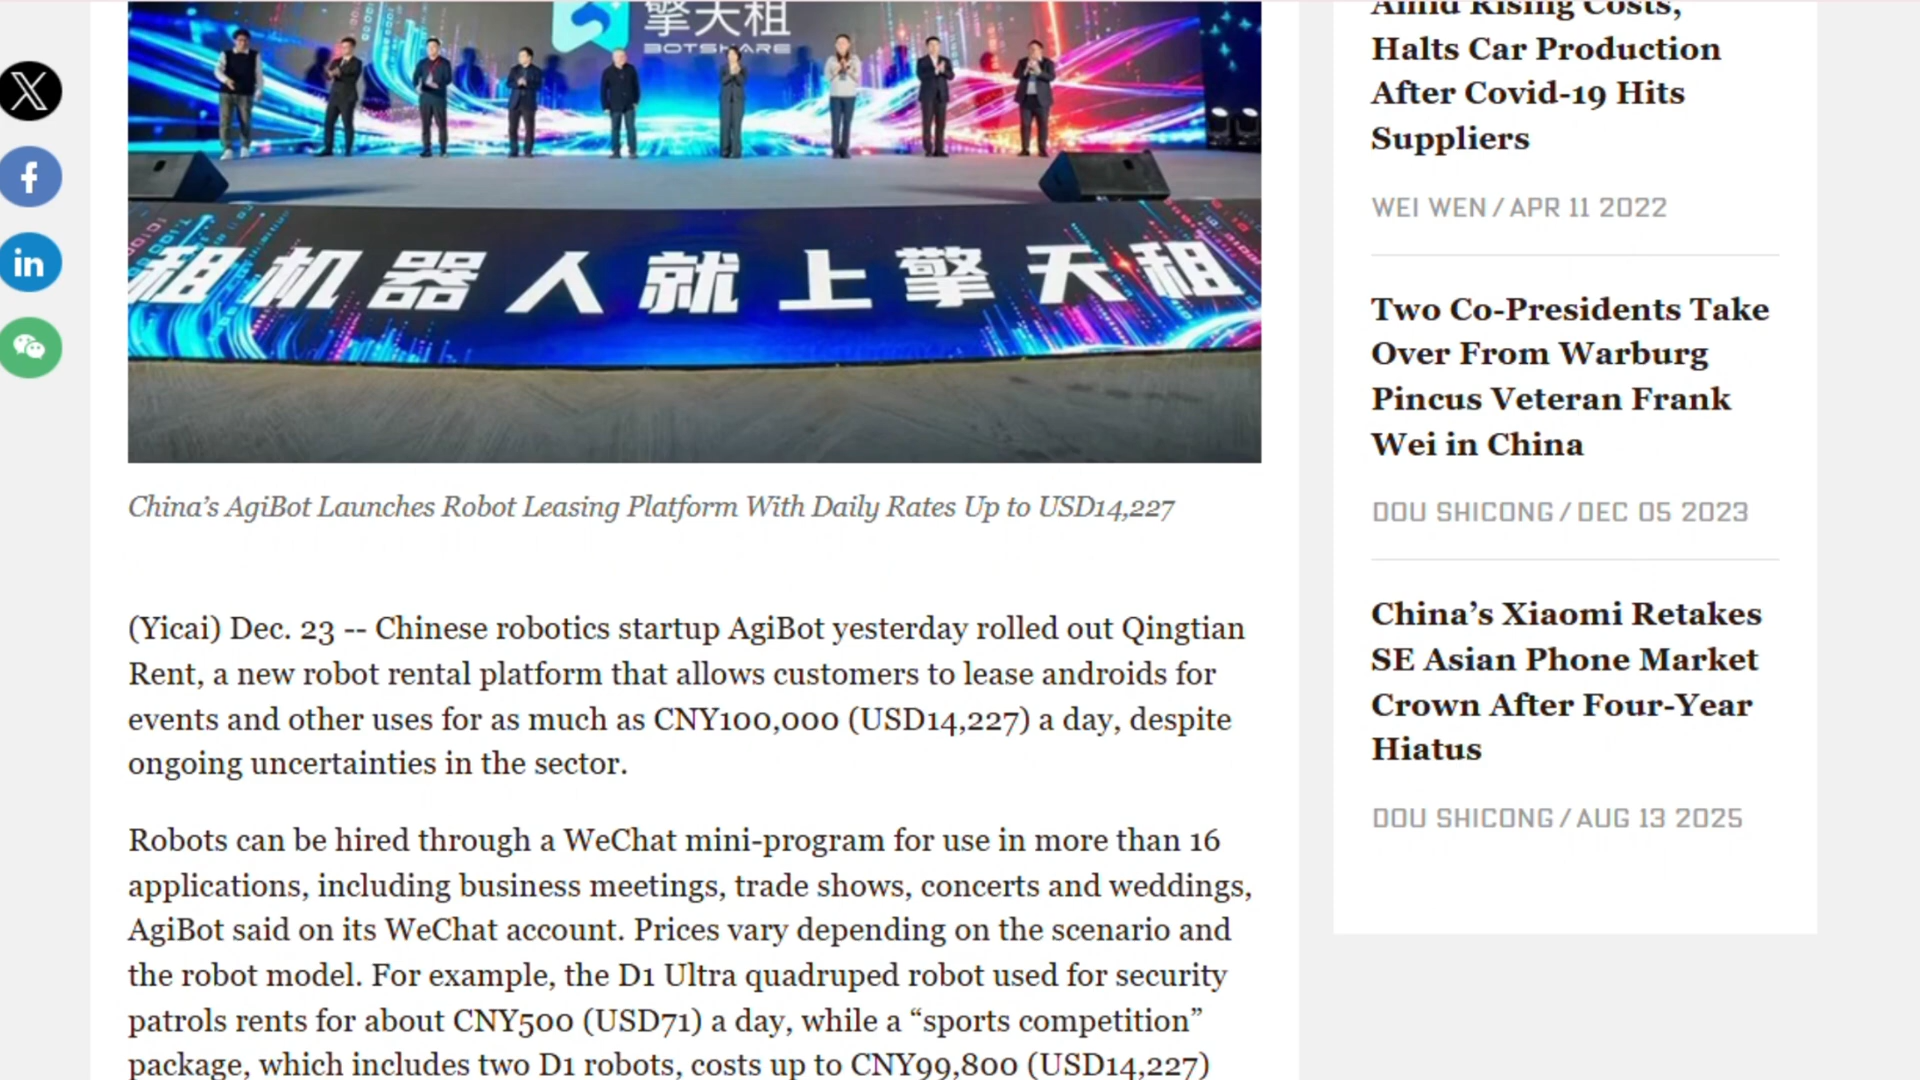 擎天租
BOTSHARE
租机器人就上擎天租
China’s AgiBot Launches Robot Leasing Platform With Daily Rates Up to USD14,227
(Yicai) Dec. 23 -- Chinese robotics startup AgiBot yesterday rolled out Qingtian
Rent, a new robot rental platform that allows customers to lease androids for
events and other uses for as much as CNY100,000 (USD14,227) a day, despite
ongoing uncertainties in the sector.
Robots can be hired through a WeChat mini-program for use in more than 16
applications, including business meetings, trade shows, concerts and weddings,
AgiBot said on its WeChat account. Prices vary depending on the scenario and
the robot model. For example, the D1 Ultra quadruped robot used for security
patrols rents for about CNY500 (USD71) a day, while a “sports competition”
package, which includes two D1 robots, costs up to CNY99,800 (USD14,227)
Amid Rising Costs,
Halts Car Production
After Covid-19 Hits
Suppliers
WEI WEN / APR 11 2022
Two Co-Presidents Take
Over From Warburg
Pincus Veteran Frank
Wei in China
DOU SHICONG / DEC 05 2023
China’s Xiaomi Retakes
SE Asian Phone Market
Crown After Four-Year
Hiatus
DOU SHICONG / AUG 13 2025